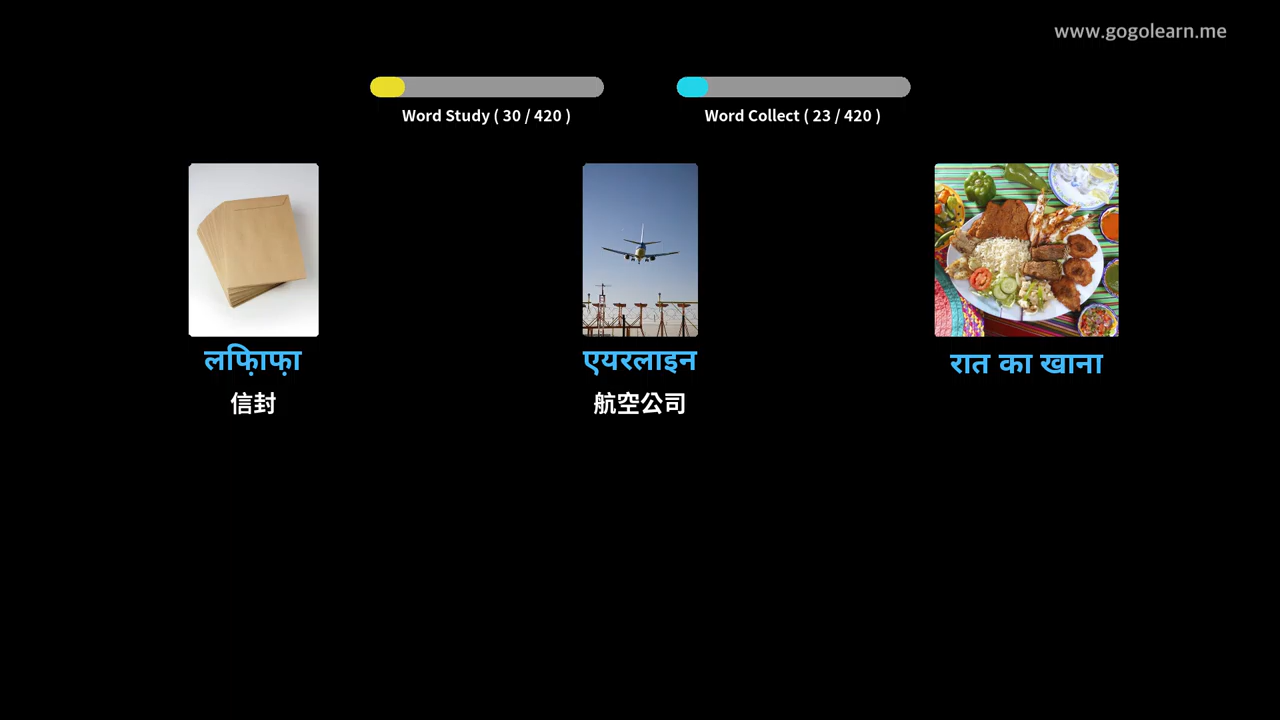 www.gogolearn.me
Word Study ( 30 / 420 )
Word Collect ( 23 / 420 )
लफ़िाफ़ा
एयरलाइन
रात का खाना
信封
航空公司